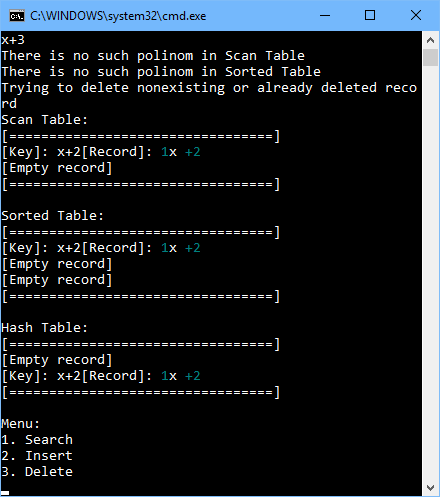 C:\WINDOWS\system32\cmd.exe
x+3
There is no such polinom in Scan Table
There is no such polinom in Sorted Table
Trying to delete nonexisting or already deleted reco
rd
Scan Table:
[=================================]
[Key]: x+2[Record]: 1x +2
[Empty record]
[=================================]
Sorted Table:
[=================================]
[Key]: x+2[Record]: 1x +2
[Empty record]
[Empty record]
[=================================]
Hash Table:
[=================================]
[Empty record]
[Key]: x+2[Record]: 1x +2
[=================================]
Menu:
1. Search
2. Insert
3. Delete